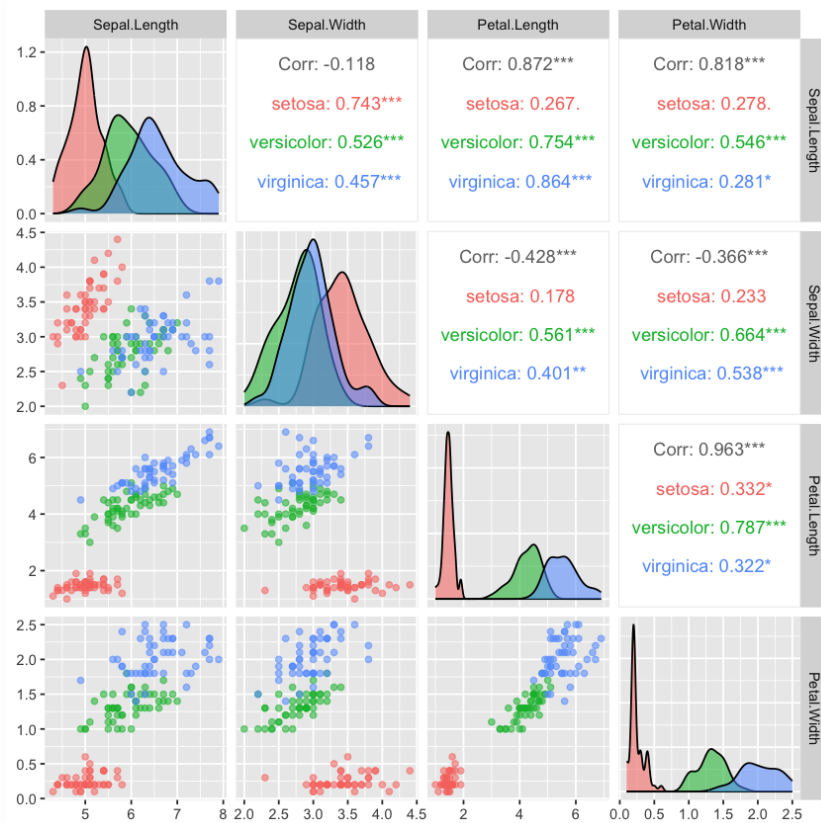 Sepal.Length Sepal.Width Petal.Length Petal.Width
1.2
0.8
0.4
0.0
Corr: -0.118
setosa: 0.743***
versicolor: 0.526***
virginica: 0.457***
Corr: 0.872***
setosa: 0.267.
versicolor: 0.754***
virginica: 0.864***
Corr: 0.818***
setosa: 0.278.
versicolor: 0.546***
virginica: 0.281*
Sepal.Length
4.5
4.0
3.5
3.0
2.5
2.0
Corr: -0.428***
setosa: 0.178
versicolor: 0.561***
virginica: 0.401**
Corr: -0.366***
setosa: 0.233
versicolor: 0.664***
virginica: 0.538***
Sepal.Width
6
4
2
Corr: 0.963***
setosa: 0.332*
versicolor: 0.787***
virginica: 0.322*
Petal.Length
2.5
2.0
1.5
1.0
0.5
0.0
Petal.Width
5 6 7 8 2.0 2.5 3.0 3.5 4.0 4.5 2 4 6 0.0 0.5 1.0 1.5 2.0 2.5